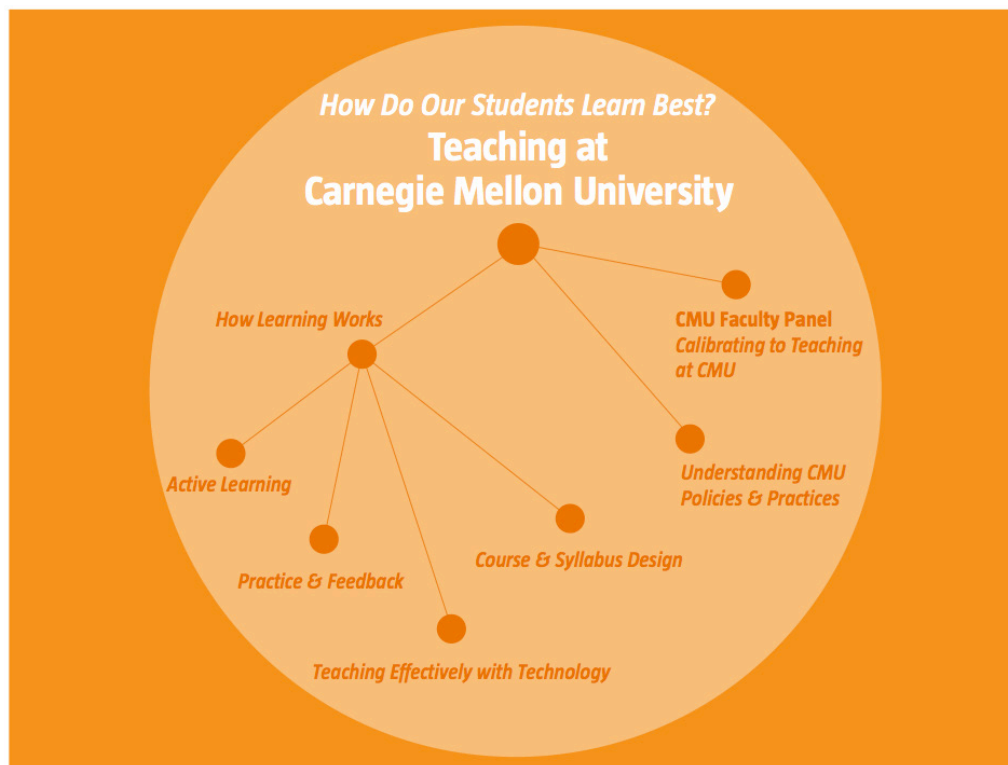 How Do Our Students Learn Best?
Teaching at
Carnegie Mellon University
How Learning Works
CMU Faculty Panel
Calibrating to Teaching
at CMU
Active Learning
Understanding CMU
Policies & Practices
Practice & Feedback
Course & Syllabus Design
Teaching Effectively with Technology